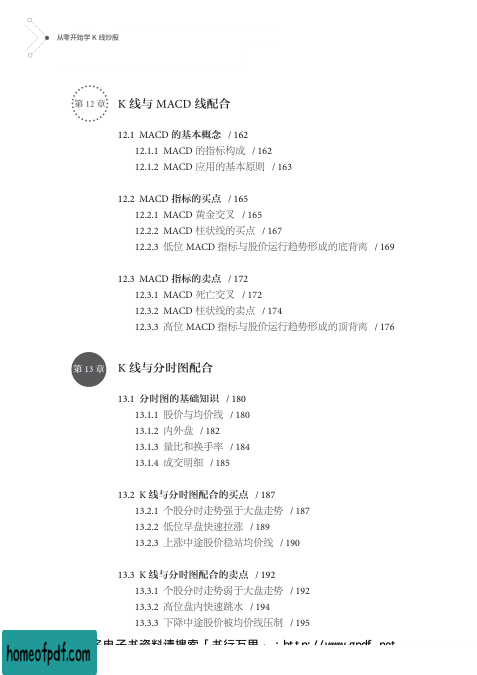 从零开始学 K 线炒股
第 12 章 K 线与 MACD 线配合
12.1 MACD 的基本概念 / 162
12.1.1 MACD 的指标构成 / 162
12.1.2 MACD 应用的基本原则 / 163
12.2 MACD 指标的买点 / 165
12.2.1 MACD 黄金交叉 / 165
12.2.2 MACD 柱状线的买点 / 167
12.2.3 低位 MACD 指标与股价运行趋势形成的底背离 / 169
12.3 MACD 指标的卖点 / 172
12.3.1 MACD 死亡交叉 / 172
12.3.2 MACD 柱状线的卖点 / 174
12.3.3 高位 MACD 指标与股价运行趋势形成的顶背离 / 176
第 13 章 K 线与分时图配合
13.1 分时图的基础知识 / 180
13.1.1 股价与均价线 / 180
13.1.2 内外盘 / 182
13.1.3 量比和换手率 / 184
13.1.4 成交明细 / 185
13.2 K 线与分时图配合的买点 / 187
13.2.1 个股分时走势强于大盘走势 / 187
13.2.2 低位早盘快速拉涨 / 189
13.2.3 上涨中途股价稳站均价线 / 190
13.3 K 线与分时图配合的卖点 / 192
13.3.1 个股分时走势弱于大盘走势 / 192
13.3.2 高位盘内快速跳水 / 194
13.3.3 下降中途股价被均价线压制 / 195
电子书资料请搜索「书行万里
homeofpdf.com